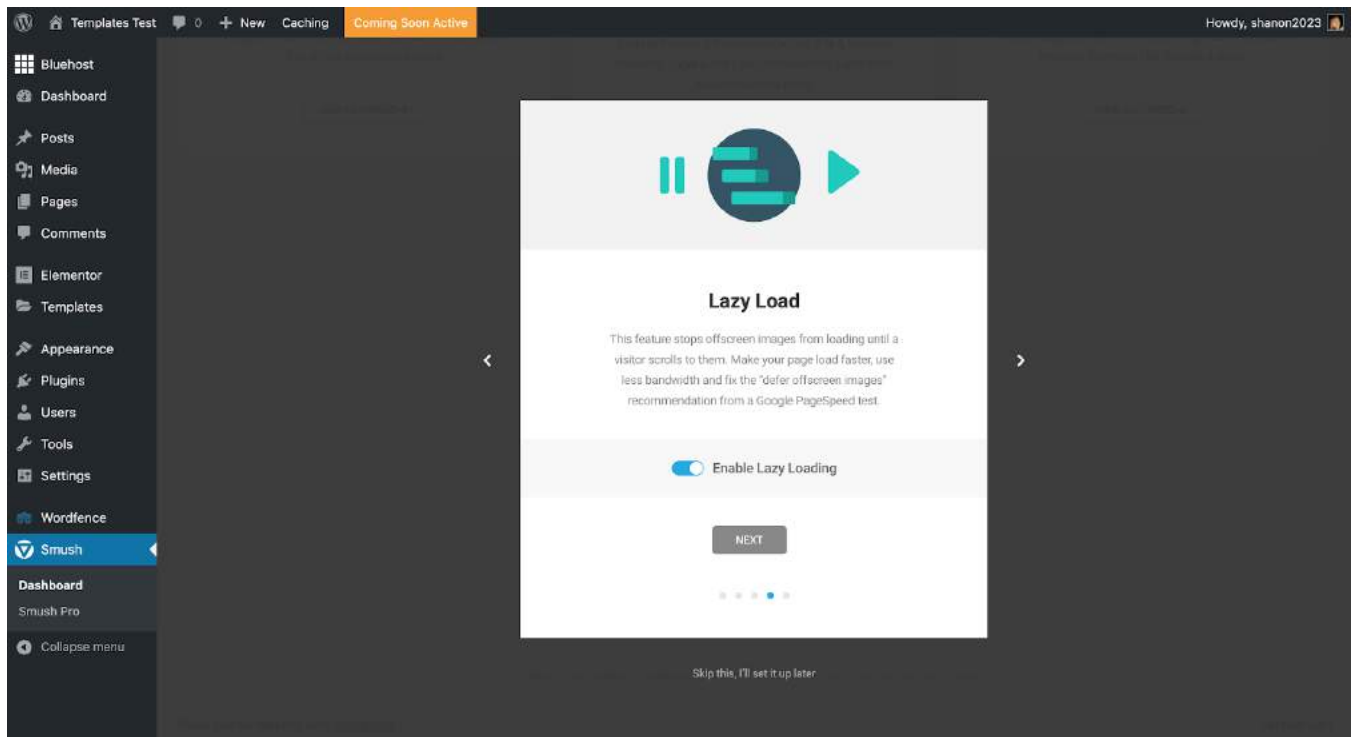 Templates Test 0 New Caching Coming Soon Active Howdy, shanon2023
Bluehost
Dashboard
Posts
Media
Pages
Comments
Elementor
Templates
Appearance
Plugins
Users
Tools
Settings
Wordfence
Smush
Dashboard
Smush Pro
Collapse menu
Lazy Load
This feature stops offscreen images from loading until a
visitor scrolls to them. Make your page load faster, use
less bandwidth and fix the "defer offscreen images"
recommendation from a Google PageSpeed test.
Enable Lazy Loading
NEXT
Skip this, I'll set it up later